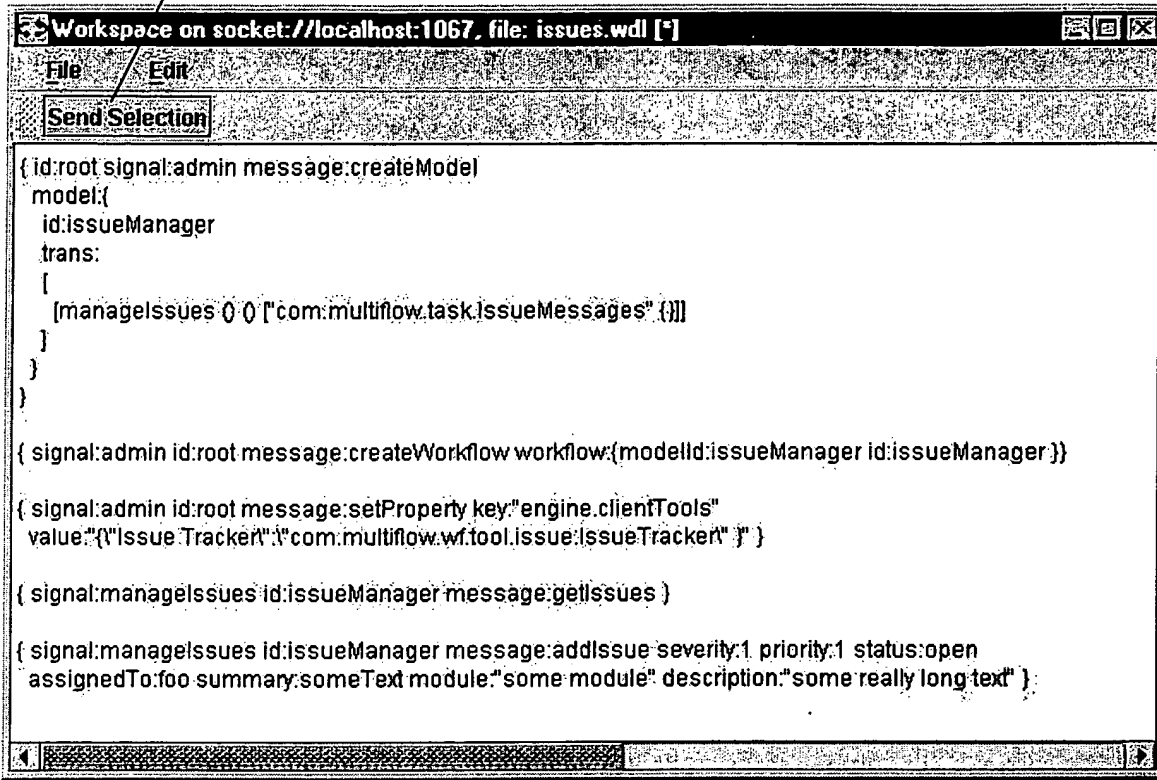 Workspace on socket://localhost:1067, file: issues.wdl [*]
File Edit
Send Selection
{ id:root signal:admin message:createModel
model:{
id:issueManager
trans:
[
[manageIssues () () ["com.multiflow.task.IssueMessages" {}]]
]
}
}
{ signal:admin id:root message:createWorkflow workflow:{modelId:issueManager id:issueManager }}
{ signal:admin id:root message:setProperty key:"engine.clientTools"
value:"{\"Issue Tracker\":\"com.multiflow.wf.tool.issue.IssueTracker\" }" }
{ signal:manageIssues id:issueManager message:getIssues }
{ signal:manageIssues id:issueManager message:addIssue severity:1 priority:1 status:open
assignedTo:foo summary:someText module:"some module" description:"some really long text" }